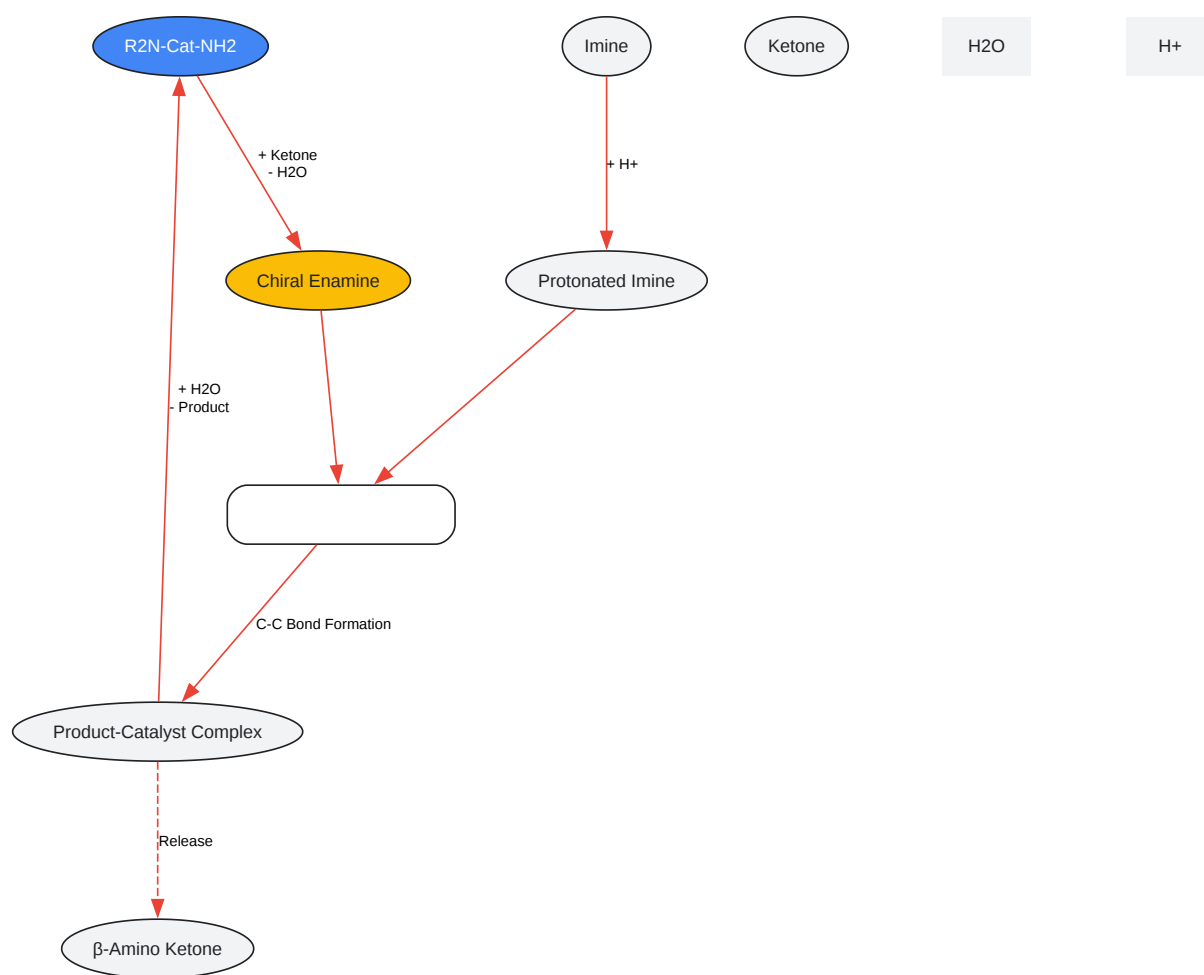 R2N-Cat-NH2
Imine
Ketone
H2O
H+
+ Ketone
- H2O
+ H+
Chiral Enamine
Protonated Imine
+ H2O
- Product
C-C Bond Formation
Product-Catalyst Complex
Release
β-Amino Ketone